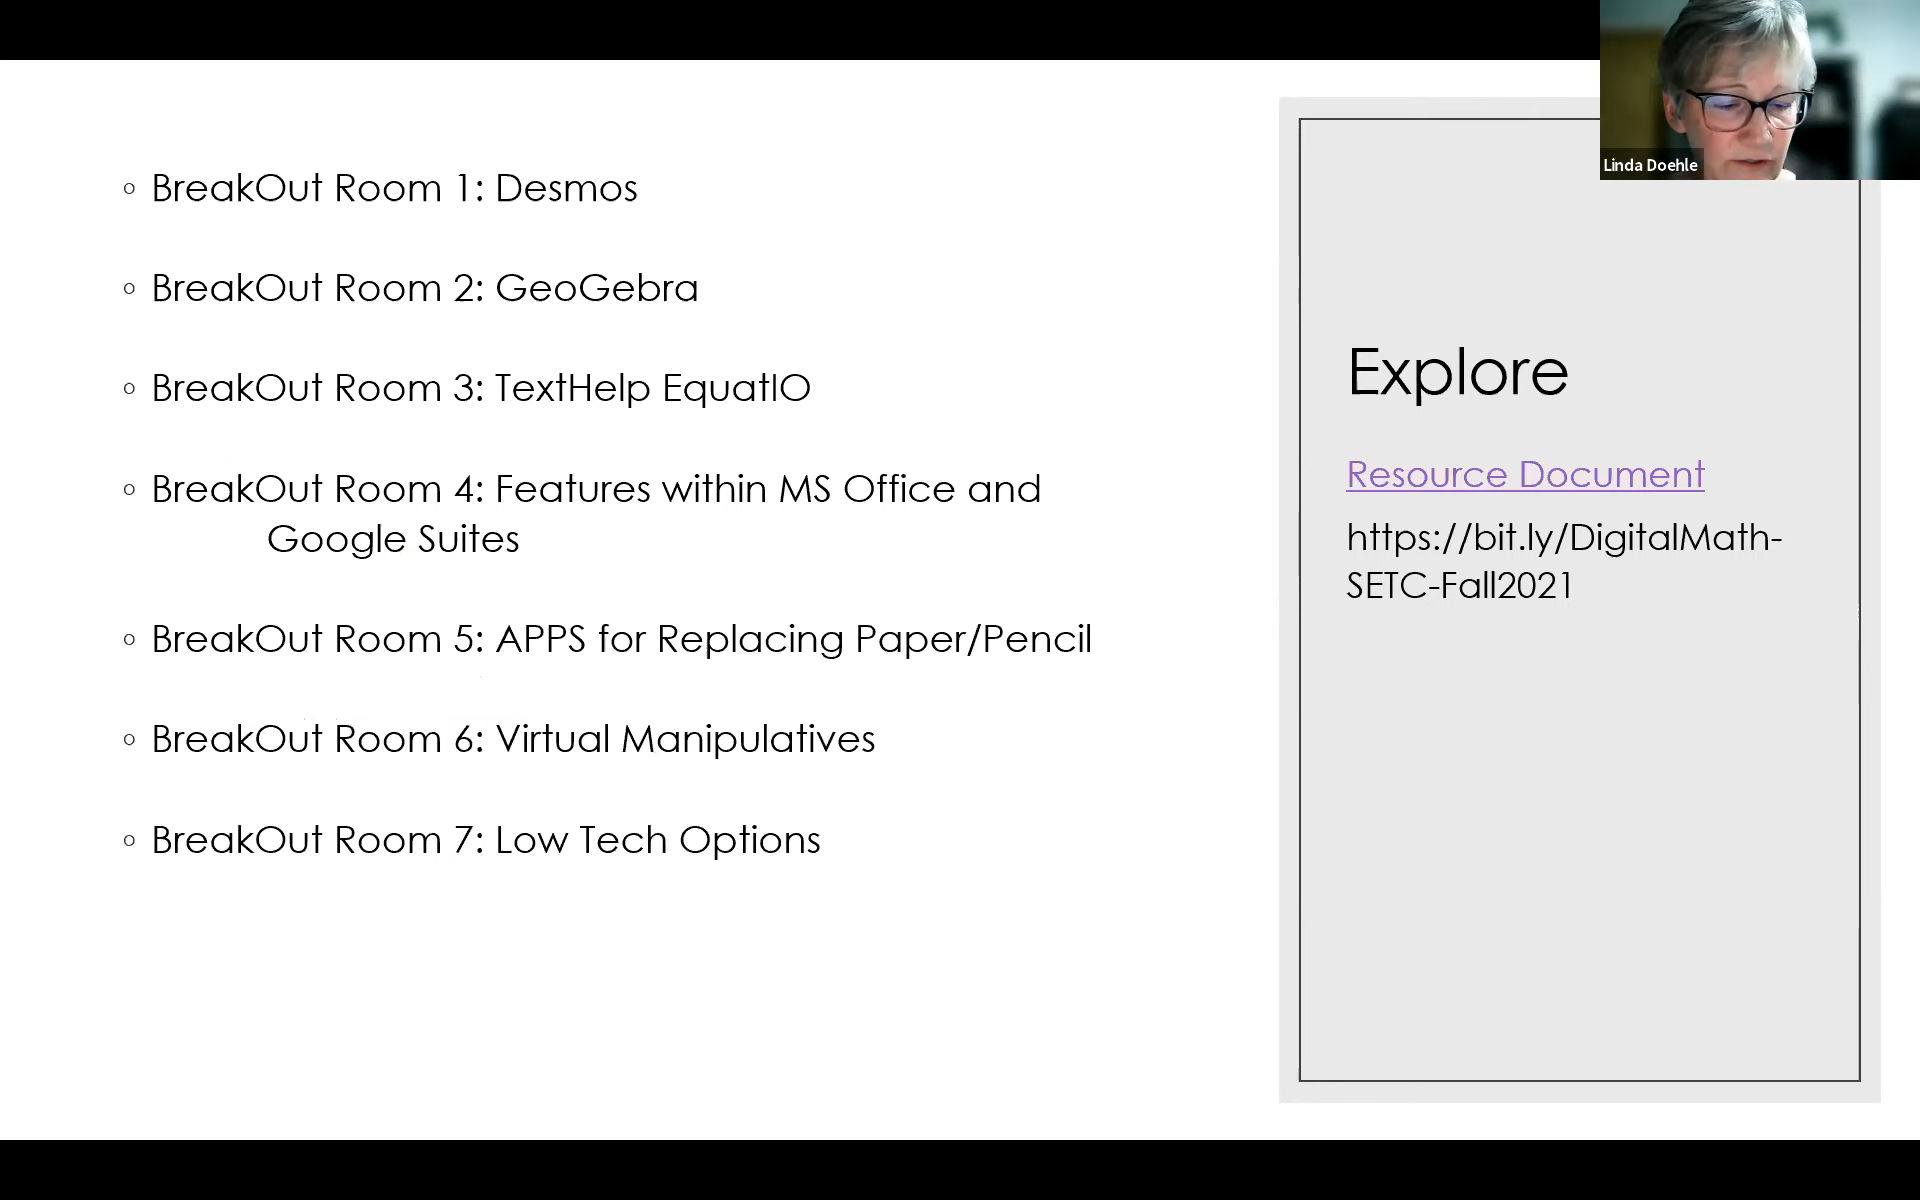 ◦ BreakOut Room 1: Desmos
◦ BreakOut Room 2: GeoGebra
◦ BreakOut Room 3: TextHelp EquatIO
◦ BreakOut Room 4: Features within MS Office and
Google Suites
◦ BreakOut Room 5: APPS for Replacing Paper/Pencil
◦ BreakOut Room 6: Virtual Manipulatives
◦ BreakOut Room 7: Low Tech Options
Explore
Resource Document
https://bit.ly/DigitalMath-
SETC-Fall2021
Linda Doehle